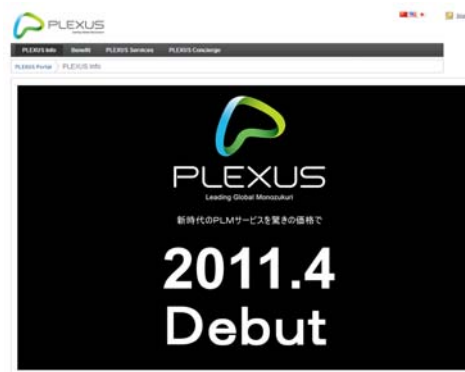 PLEXUS
PLEXUS Info Benefit PLEXUS Services PLEXUS Concierge
PLEXUS Portal PLEXUS Info
PLEXUS
Leading Global Monozukuri
新時代のPLMサービスを驚きの価格で
2011.4
Debut